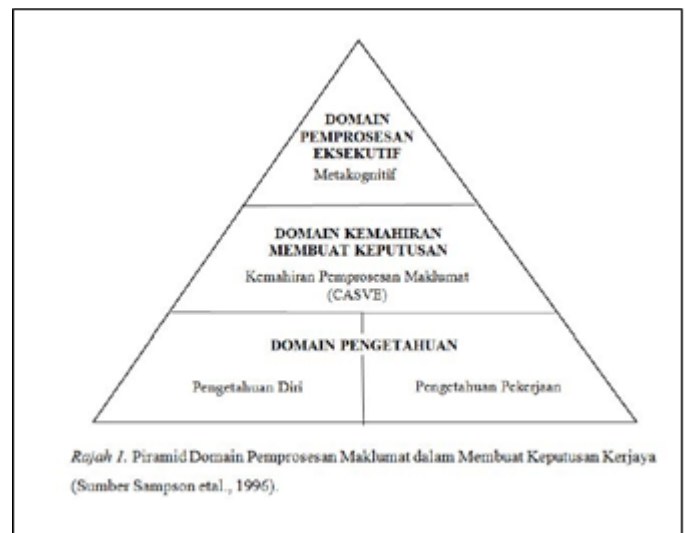 DOMAIN
PEMPROSESAN
EKSEKUTIF
Metakognitif
DOMAIN KEMAHIRAN
MEMBUAT KEPUTUSAN
Kemahiran Pemprosesan Maklumat
(CASVE)
DOMAIN PENGETAHUAN
Pengetahuan Diri
Pengetahuan Pekerjaan
Rajah 1. Piramid Domain Pemprosesan Maklumat dalam Membuat Keputusan Kerjaya
(Sumber Sampson etal., 1996).